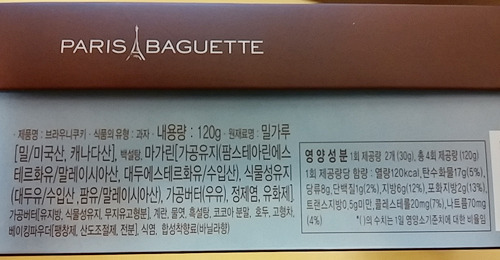 PARIS BAGUETTE
· 제품명 : 브라우니쿠키 · 식품의 유형 : 과자 · 내용량 : 120g · 원재료명 : 밀가루
[밀/미국산, 캐나다산], 백설탕, 마가린[가공유지(팜스테아린에스
테르화유/말레이시아산, 대두에스테르화유/수입산), 식물성유지
(대두유/수입산, 팜유/말레이시아산), 가공버터(우유), 정제염, 유화제]
가공버터[유지방, 식물성유지, 무지유고형분], 계란, 물엿, 흑설탕, 코코아 분말, 호두, 고형차,
베이킹파우더[팽창제, 산도조절제, 전분], 식염, 합성착향료(바닐라향)
영양성분 1회 제공량 2개 (30g), 총 4회 제공량 (120g)
1회 제공량당 함량 : 열량120kcal, 탄수화물17g(5%),
당류8g, 단백질1g(2%), 지방6g(12%), 포화지방2g(13%),
트랜스지방0.5g미만, 콜레스테롤20mg(7%), 나트륨70mg
(4%) *( )의 수치는 1일 영양소기준치에 대한 비율임